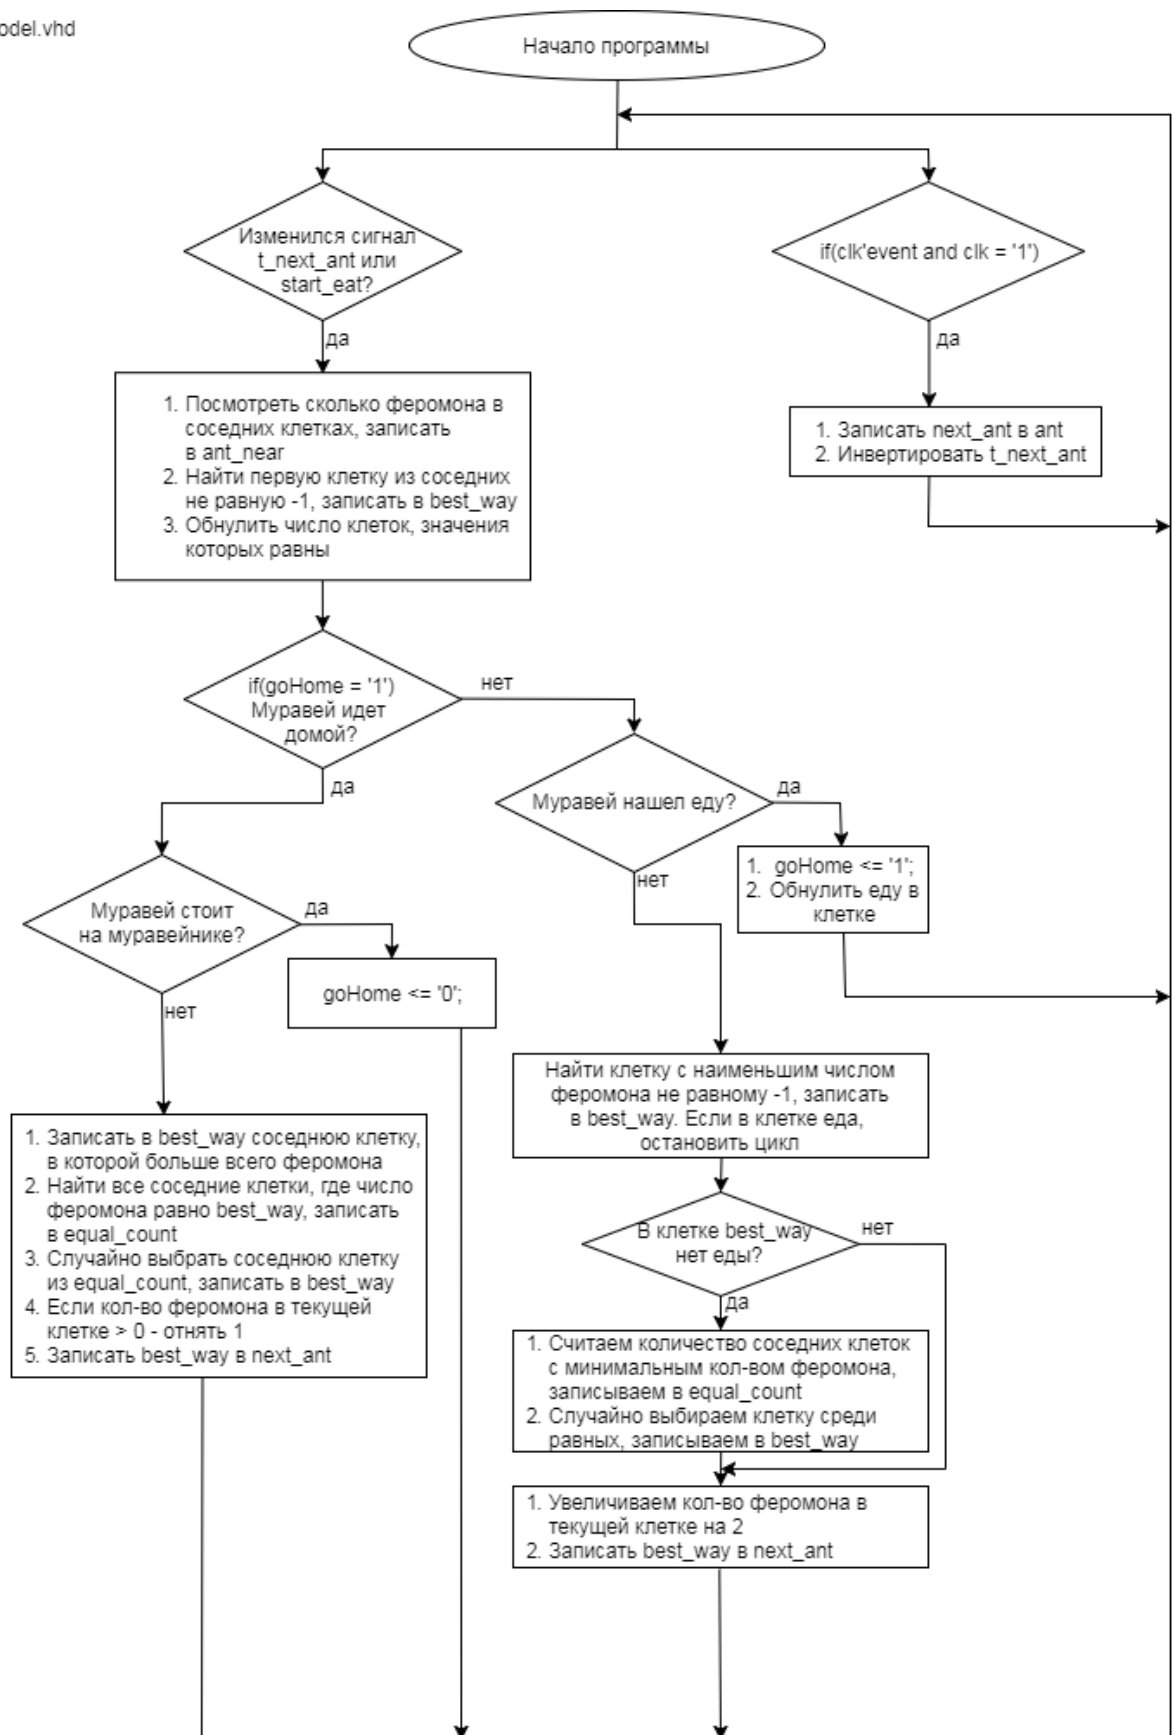 odel.vhd
Начало программы
Изменился сигнал
t_next_ant или
start_eat?
if(clk'event and clk = '1')
да
да
1. Посмотреть сколько феромона в
соседних клетках, записать
в ant_near
2. Найти первую клетку из соседних
не равную -1, записать в best_way
3. Обнулить число клеток, значения
которых равны
1. Записать next_ant в ant
2. Инвертировать t_next_ant
if(goHome = '1')
Муравей идет
домой?
нет
да
Муравей нашел еду?
да
нет
1. goHome <= '1';
2. Обнулить еду в
клетке
Муравей стоит
на муравейнике?
да
нет
goHome <= '0';
Найти клетку с наименьшим числом
феромона не равному -1, записать
в best_way. Если в клетке еда,
остановить цикл
1. Записать в best_way соседнюю клетку,
в которой больше всего феромона
2. Найти все соседние клетки, где число
феромона равно best_way, записать
в equal_count
3. Случайно выбрать соседнюю клетку
из equal_count, записать в best_way
4. Если кол-во феромона в текущей
клетке > 0 - отнять 1
5. Записать best_way в next_ant
В клетке best_way
нет еды?
нет
да
1. Считаем количество соседних клеток
с минимальным кол-вом феромона,
записываем в equal_count
2. Случайно выбираем клетку среди
равных, записываем в best_way
1. Увеличиваем кол-во феромона в
текущей клетке на 2
2. Записать best_way в next_ant